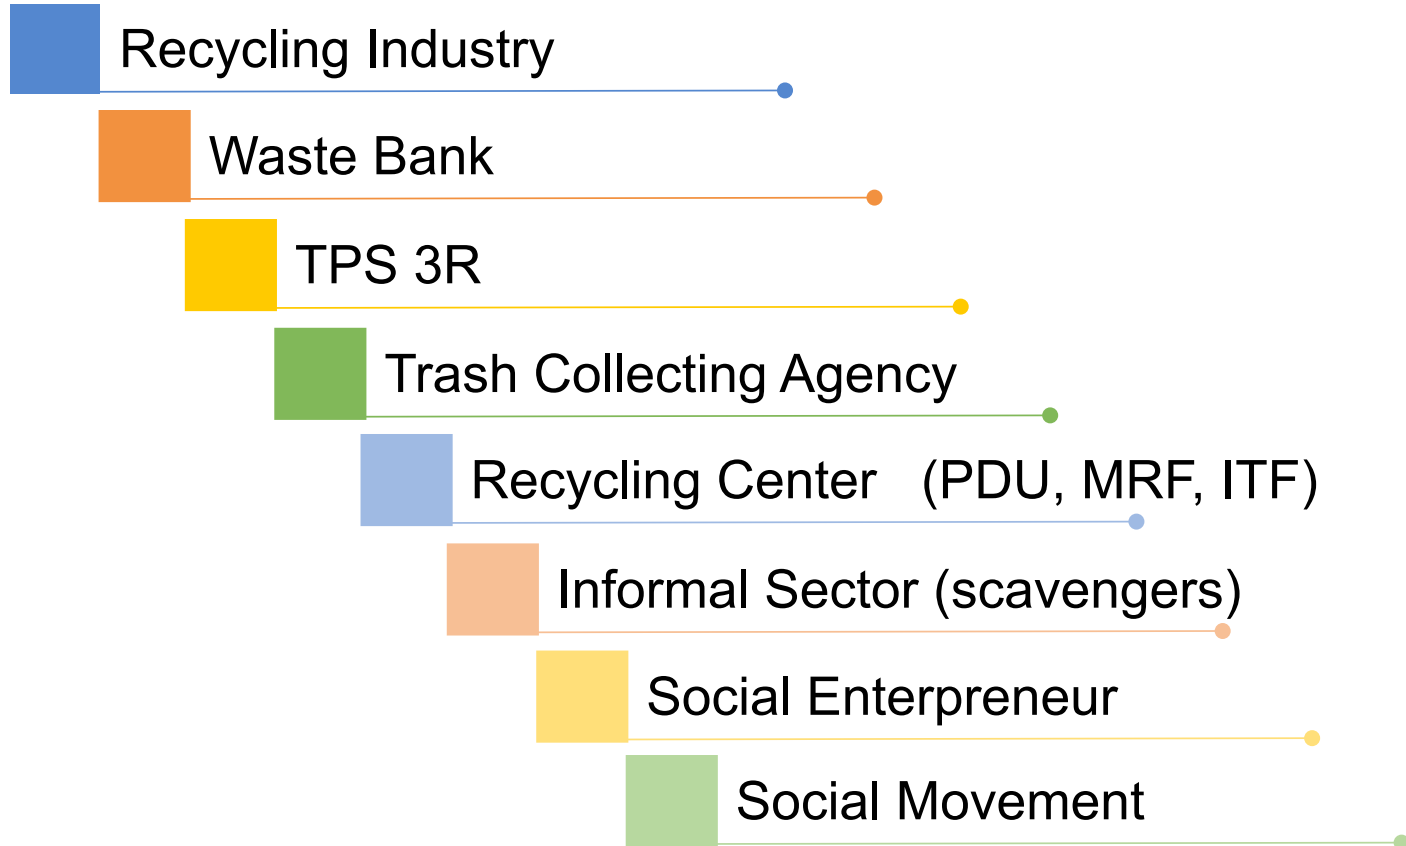 Recycling Industry
Waste Bank
TPS 3R
Trash Collecting Agency
Recycling Center (PDU, MRF, ITF)
Informal Sector (scavengers)
Social Enterpreneur
Social Movement